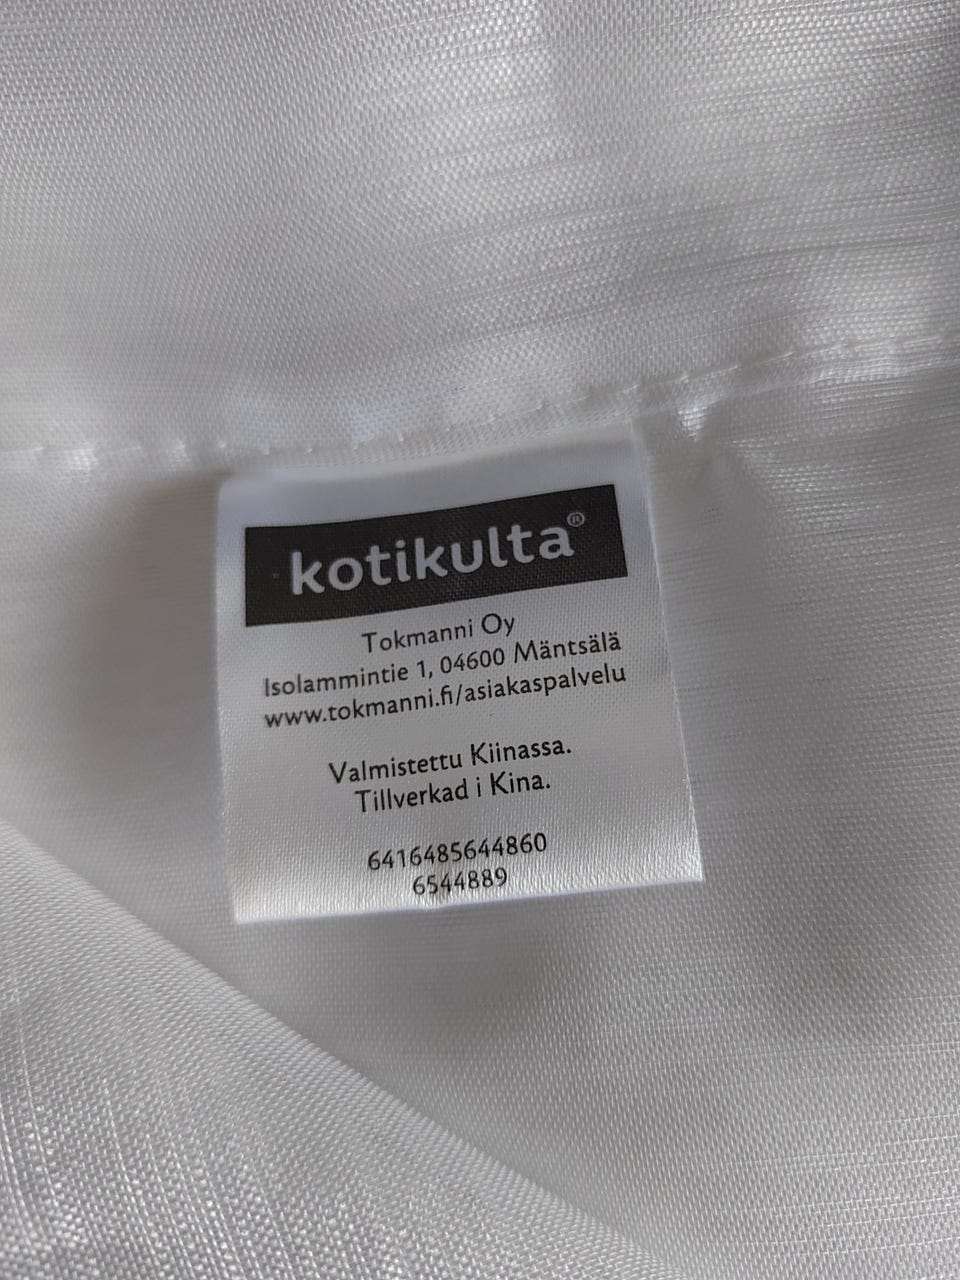 kotikulta®
Tokmanni Oy
Isolammintie 1, 04600 Mäntsälä
www.tokmanni.fi/asiakaspalvelu
Valmistettu Kiinassa.
Tillverkad i Kina.
6416485644860
6544889